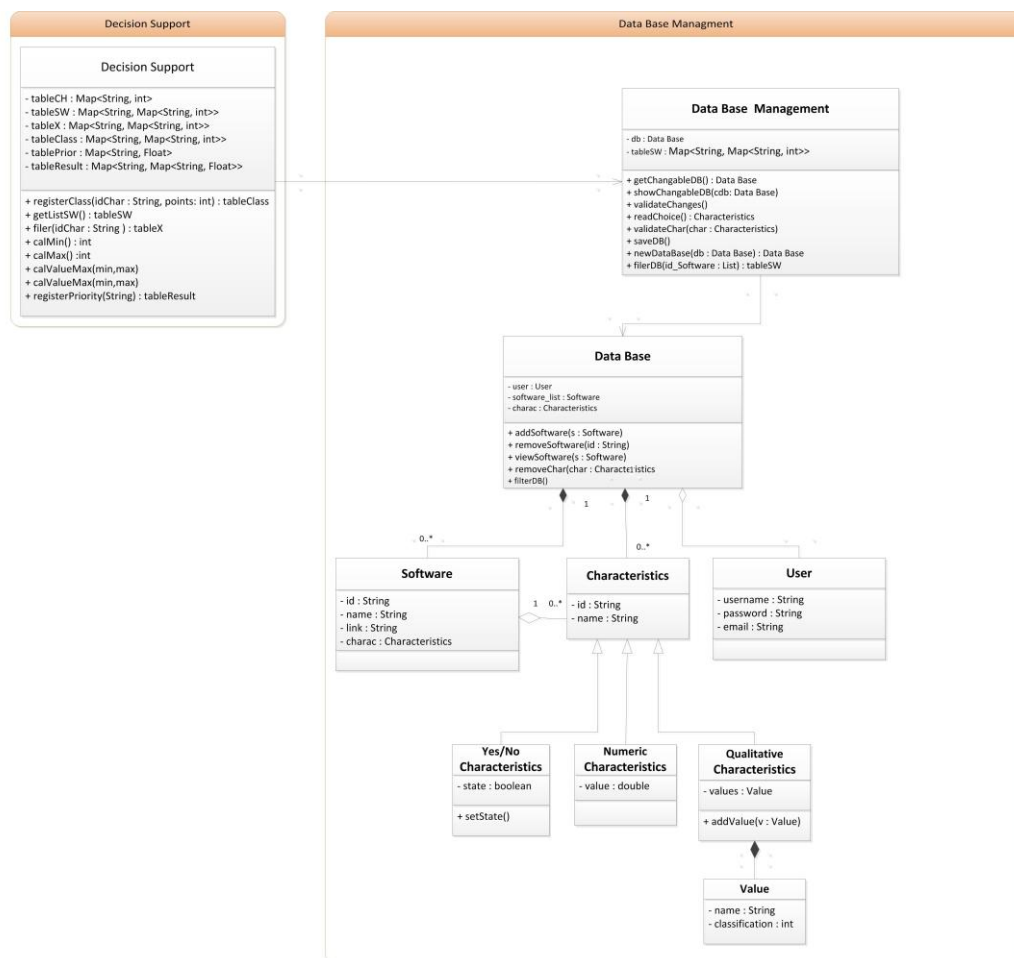 Decision Support
Decision Support
- tableCH : Map<String, int>
- tableSW : Map<String, Map<String, int>>
- tableX : Map<String, Map<String, int>>
- tableClass : Map<String, Map<String, int>>
- tablePrior : Map<String, Float>
- tableResult : Map<String, Map<String, Float>>
+ registerClass(idChar : String, points: int) : tableClass
+ getListSW() : tableSW
+ filer(idChar : String ) : tableX
+ calMin() : int
+ calMax() :int
+ calValueMax(min,max)
+ calValueMax(min,max)
+ registerPriority(String) : tableResult
Data Base Managment
Data Base Management
- db : Data Base
- tableSW : Map<String, Map<String, int>>
+ getChangableDB() : Data Base
+ showChangableDB(cdb: Data Base)
+ validateChanges()
+ readChoice() : Characteristics
+ validateChar(char : Characteristics)
+ saveDB()
+ newDataBase(db : Data Base) : Data Base
+ filerDB(id_Software : List) : tableSW
Data Base
- user : User
- software_list : Software
- charac : Characteristics
+ addSoftware(s : Software)
+ removeSoftware(id : String)
+ viewSoftware(s : Software)
+ removeChar(char : Characteristics
+ filterDB()
1
1
0..*
0..*
Software
- id : String
- name : String
- link : String
- charac : Characteristics
1 0..*
Characteristics
- id : String
- name : String
User
- username : String
- password : String
- email : String
Yes/No
Characteristics
- state : boolean
+ setState()
Numeric
Characteristics
- value : double
Qualitative
Characteristics
- values : Value
+ addValue(v : Value)
Value
- name : String
- classification : int